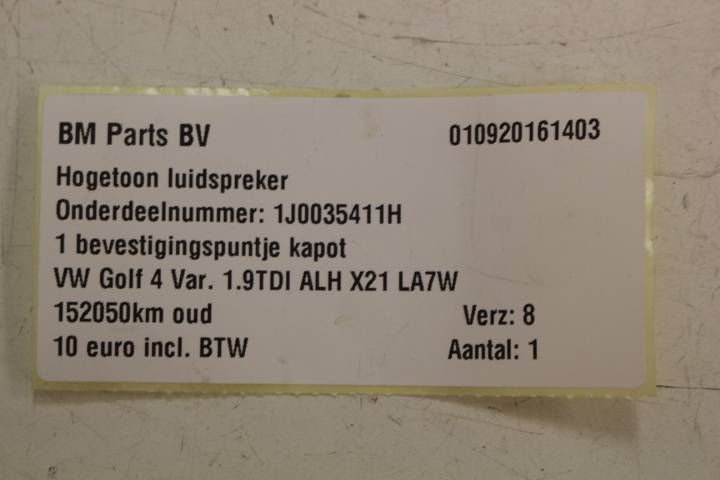 BM Parts BV 010920161403
Hogetoon luidspreker
Onderdeelnummer: 1J0035411H
1 bevestigingspuntje kapot
VW Golf 4 Var. 1.9TDI ALH X21 LA7W
152050km oud Verz: 8
10 euro incl. BTW Aantal: 1